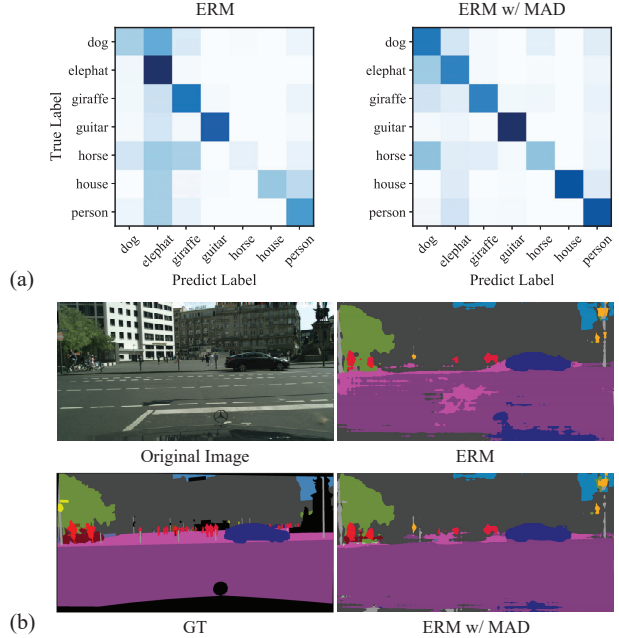 ERM
ERM w/ MAD
True Label
dog
elephat
giraffe
guitar
horse
house
person
dog
elephat
giraffe
guitar
horse
house
person
Predict Label
dog
elephat
giraffe
guitar
horse
house
person
dog
elephat
giraffe
guitar
horse
house
person
Predict Label
(a)
Original Image
ERM
GT
ERM w/ MAD
(b)